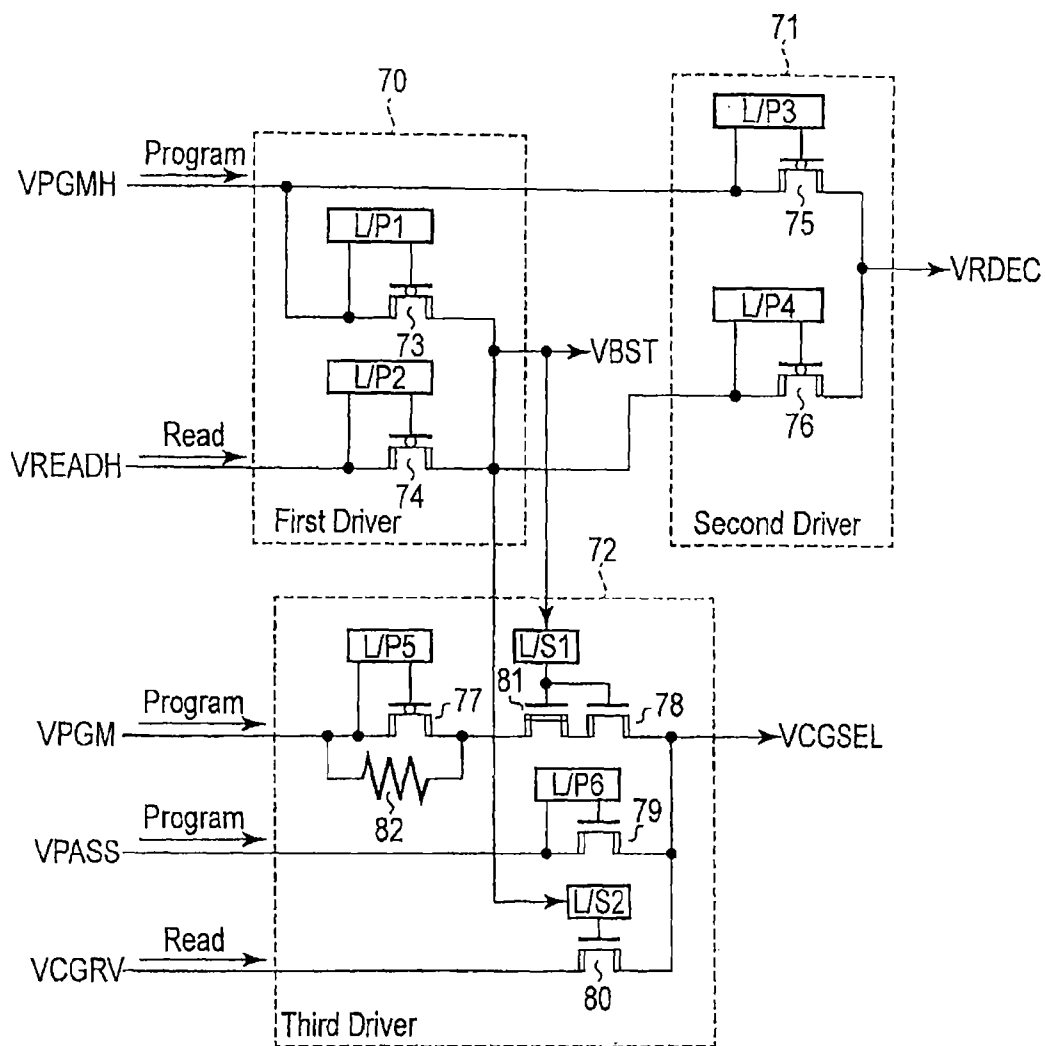 71
70
L/P3
Program
VPGMH
75
L/P1
VRDEC
L/P4
73
VBST
L/P2
76
Read
VREADH
74
First Driver
Second Driver
72
L/P5
L/S1
81
Program
77
78
VPGM
VCGSEL
L/P6
82
79
Program
VPASS
L/S2
Read
VCGRV
80
Third Driver